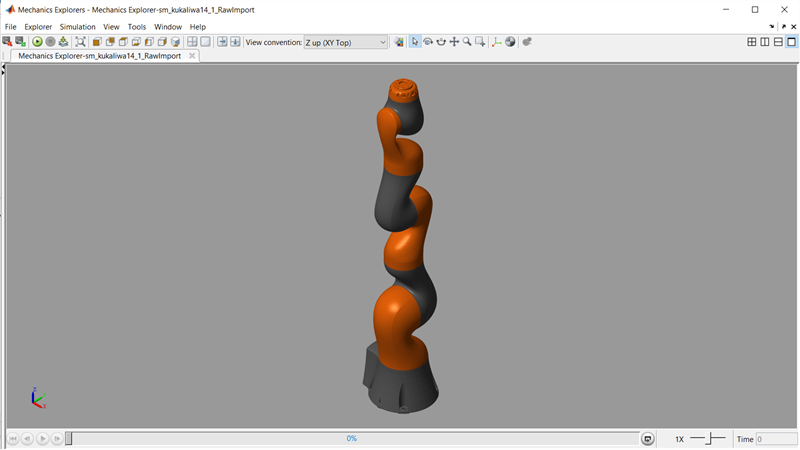 Mechanics Explorers - Mechanics Explorer-sm_kukaliwa14_1_RawImport
File Explorer Simulation View Tools Window Help
View convention: Z up (XY Top)
Mechanics Explorer-sm_kukaliwa14_1_RawImport
0%
1X
Time 0